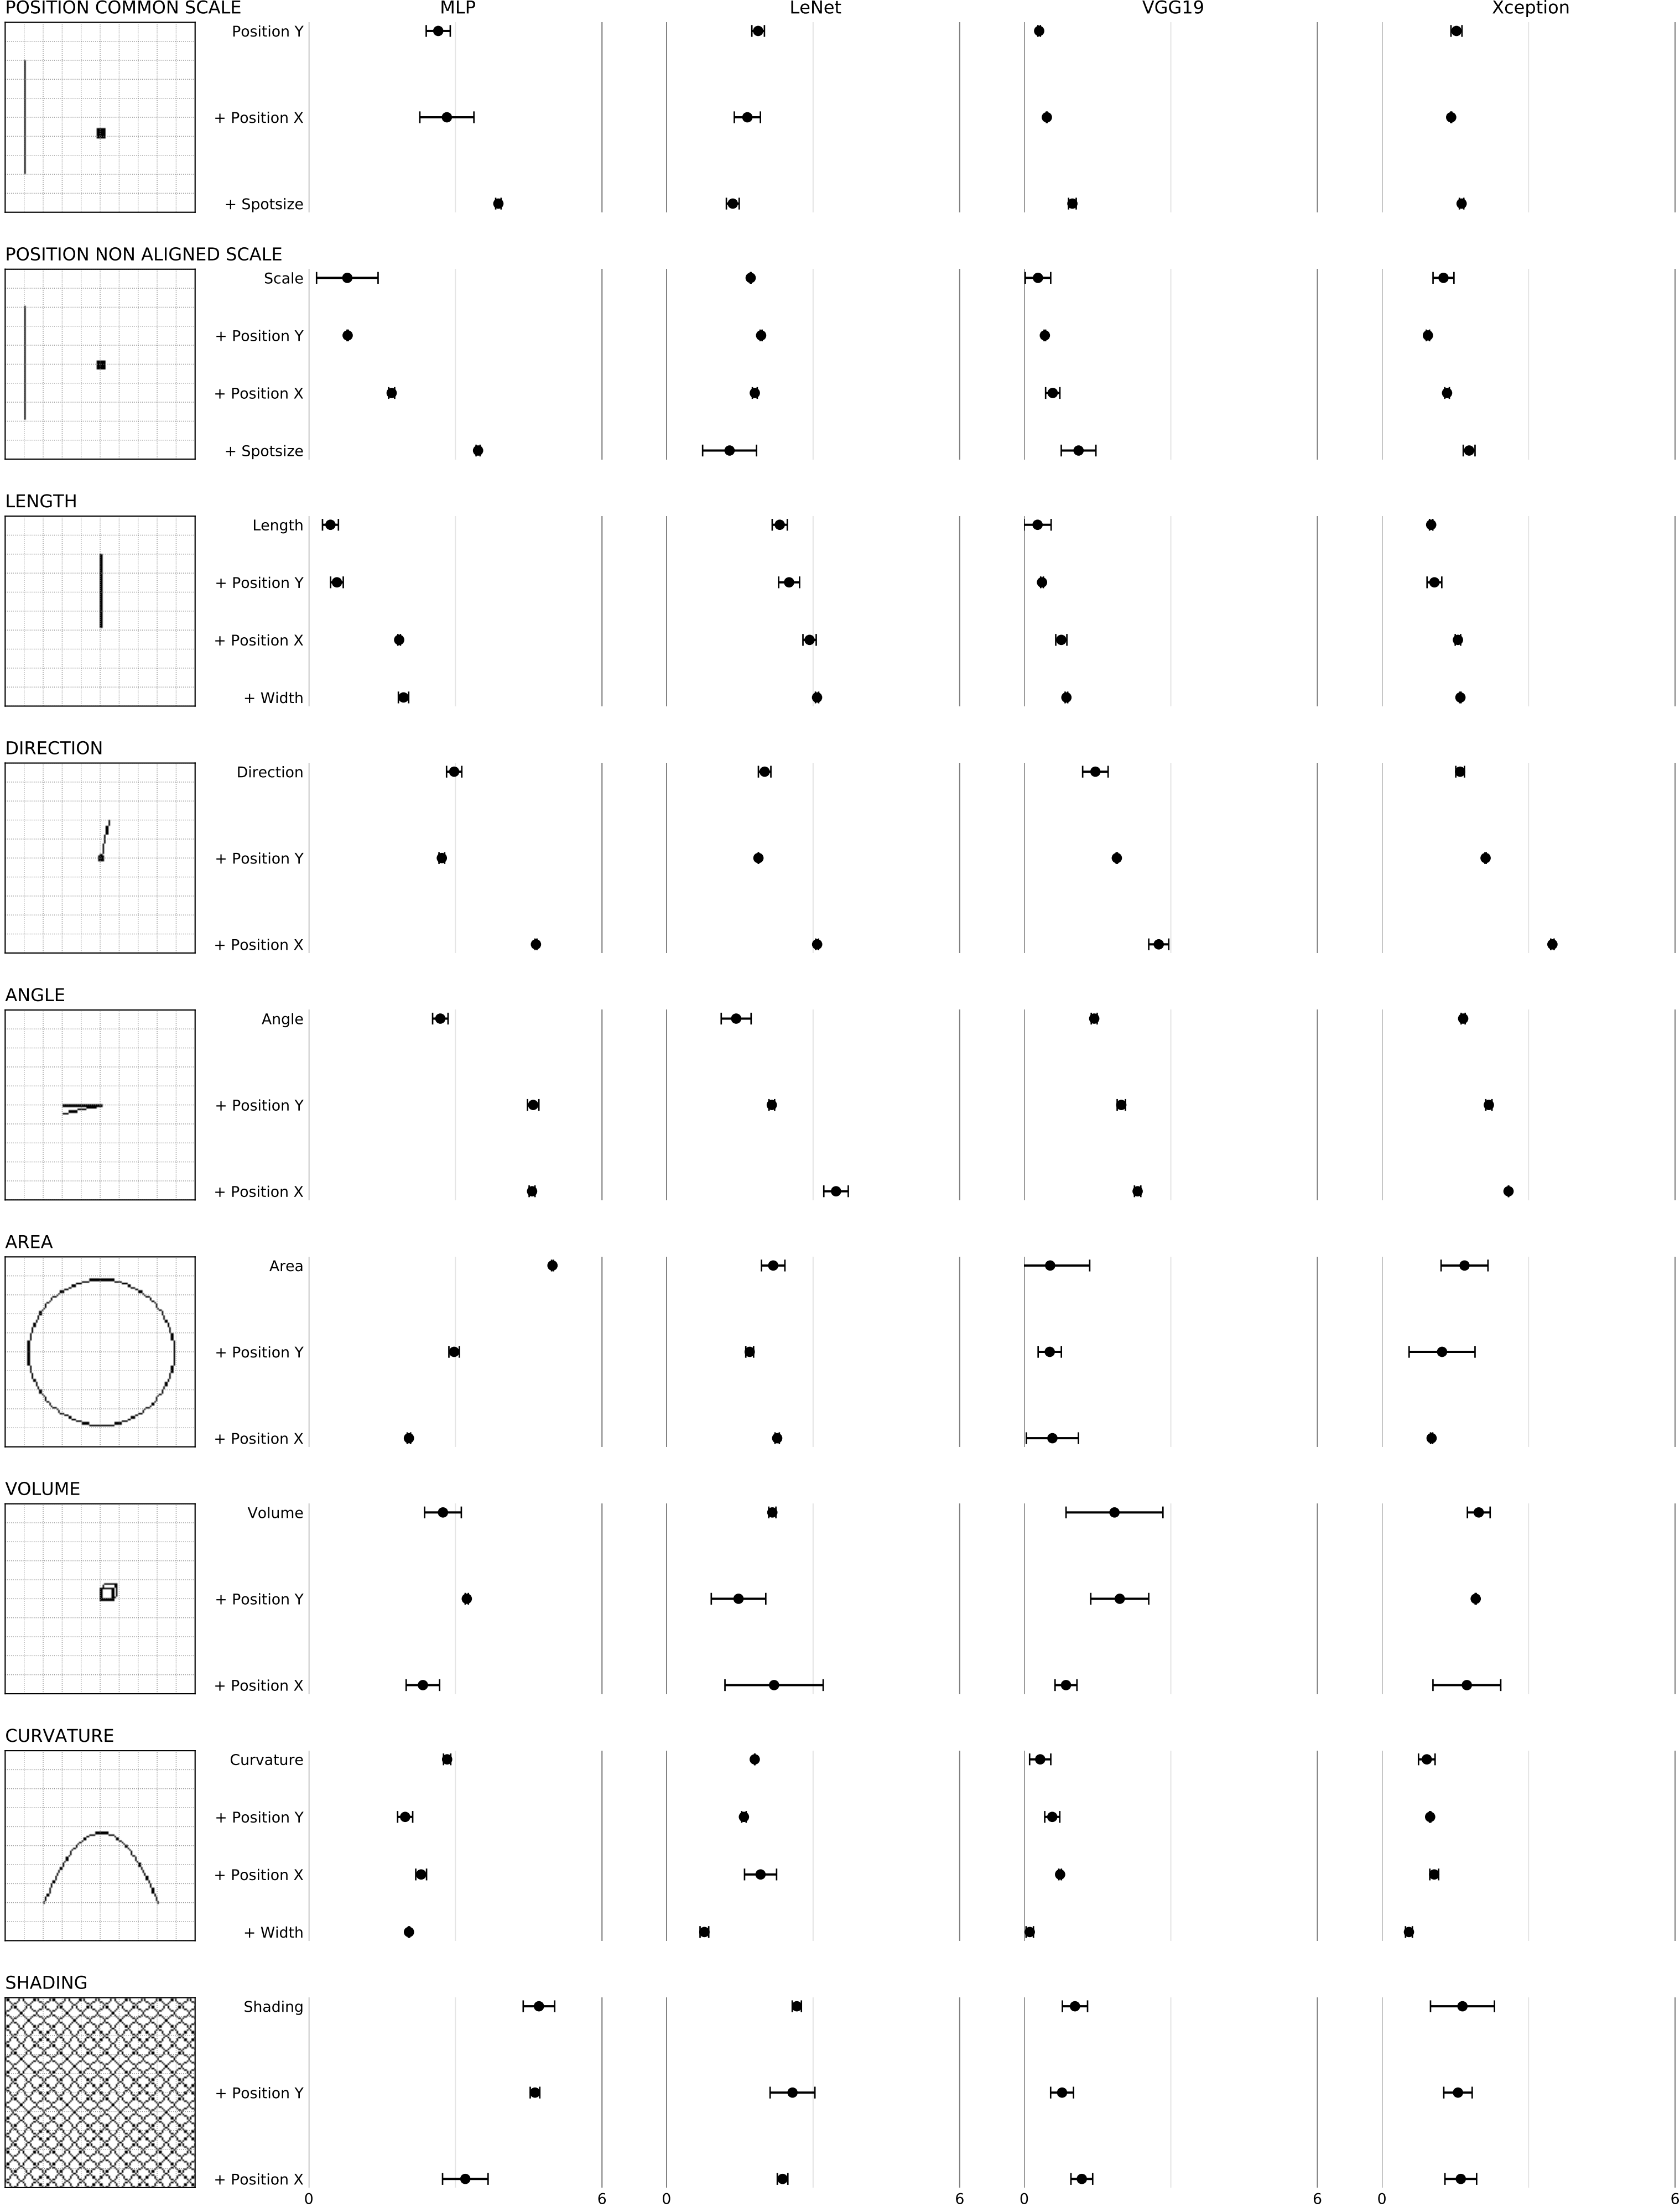 POSITION COMMON SCALE MLP LeNet VGG19 Xception
Position Y
+ Position X
+ Spotsize
POSITION NON ALIGNED SCALE
Scale
+ Position Y
+ Position X
+ Spotsize
LENGTH
Length
+ Position Y
+ Position X
+ Width
DIRECTION
Direction
+ Position Y
+ Position X
ANGLE
Angle
+ Position Y
+ Position X
AREA
Area
+ Position Y
+ Position X
VOLUME
Volume
+ Position Y
+ Position X
CURVATURE
Curvature
+ Position Y
+ Position X
+ Width
SHADING
Shading
+ Position Y
+ Position X
0 6 0 6 0 6 0 6